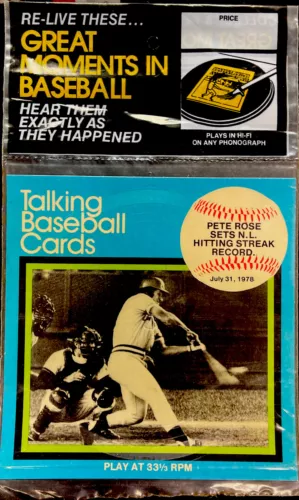 RE-LIVE THESE...
GREAT
MOMENTS IN
BASEBALL
HEAR THEM
EXACTLY AS
THEY HAPPENED
PRICE
PLAYS IN HI-FI
ON ANY PHONOGRAPH
Talking
Baseball
Cards
PETE ROSE
SETS N.L.
HITTING STREAK
RECORD.
July 31, 1978
PLAY AT 33⅓ RPM